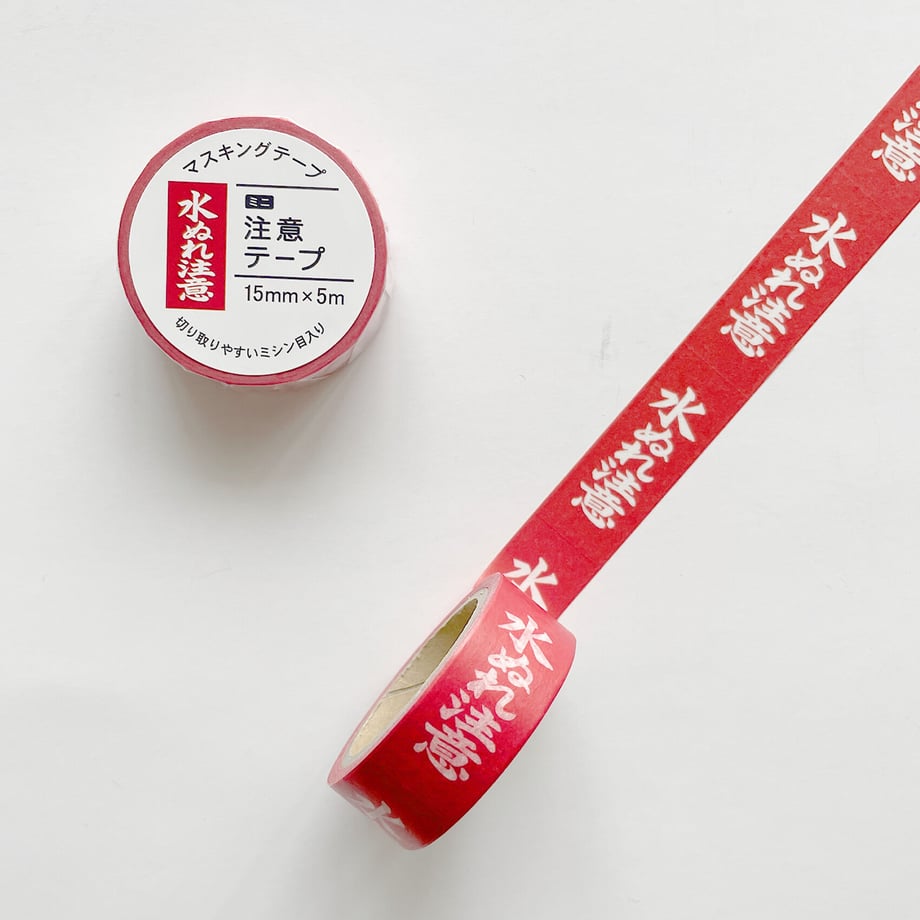 マスキングテープ
水ぬれ注意
ミニ
注意
テープ
15mm×5m
切り取りやすいミシン目入り
注意
水ぬれ注意
水ぬれ注意
水
水ぬれ注意
水